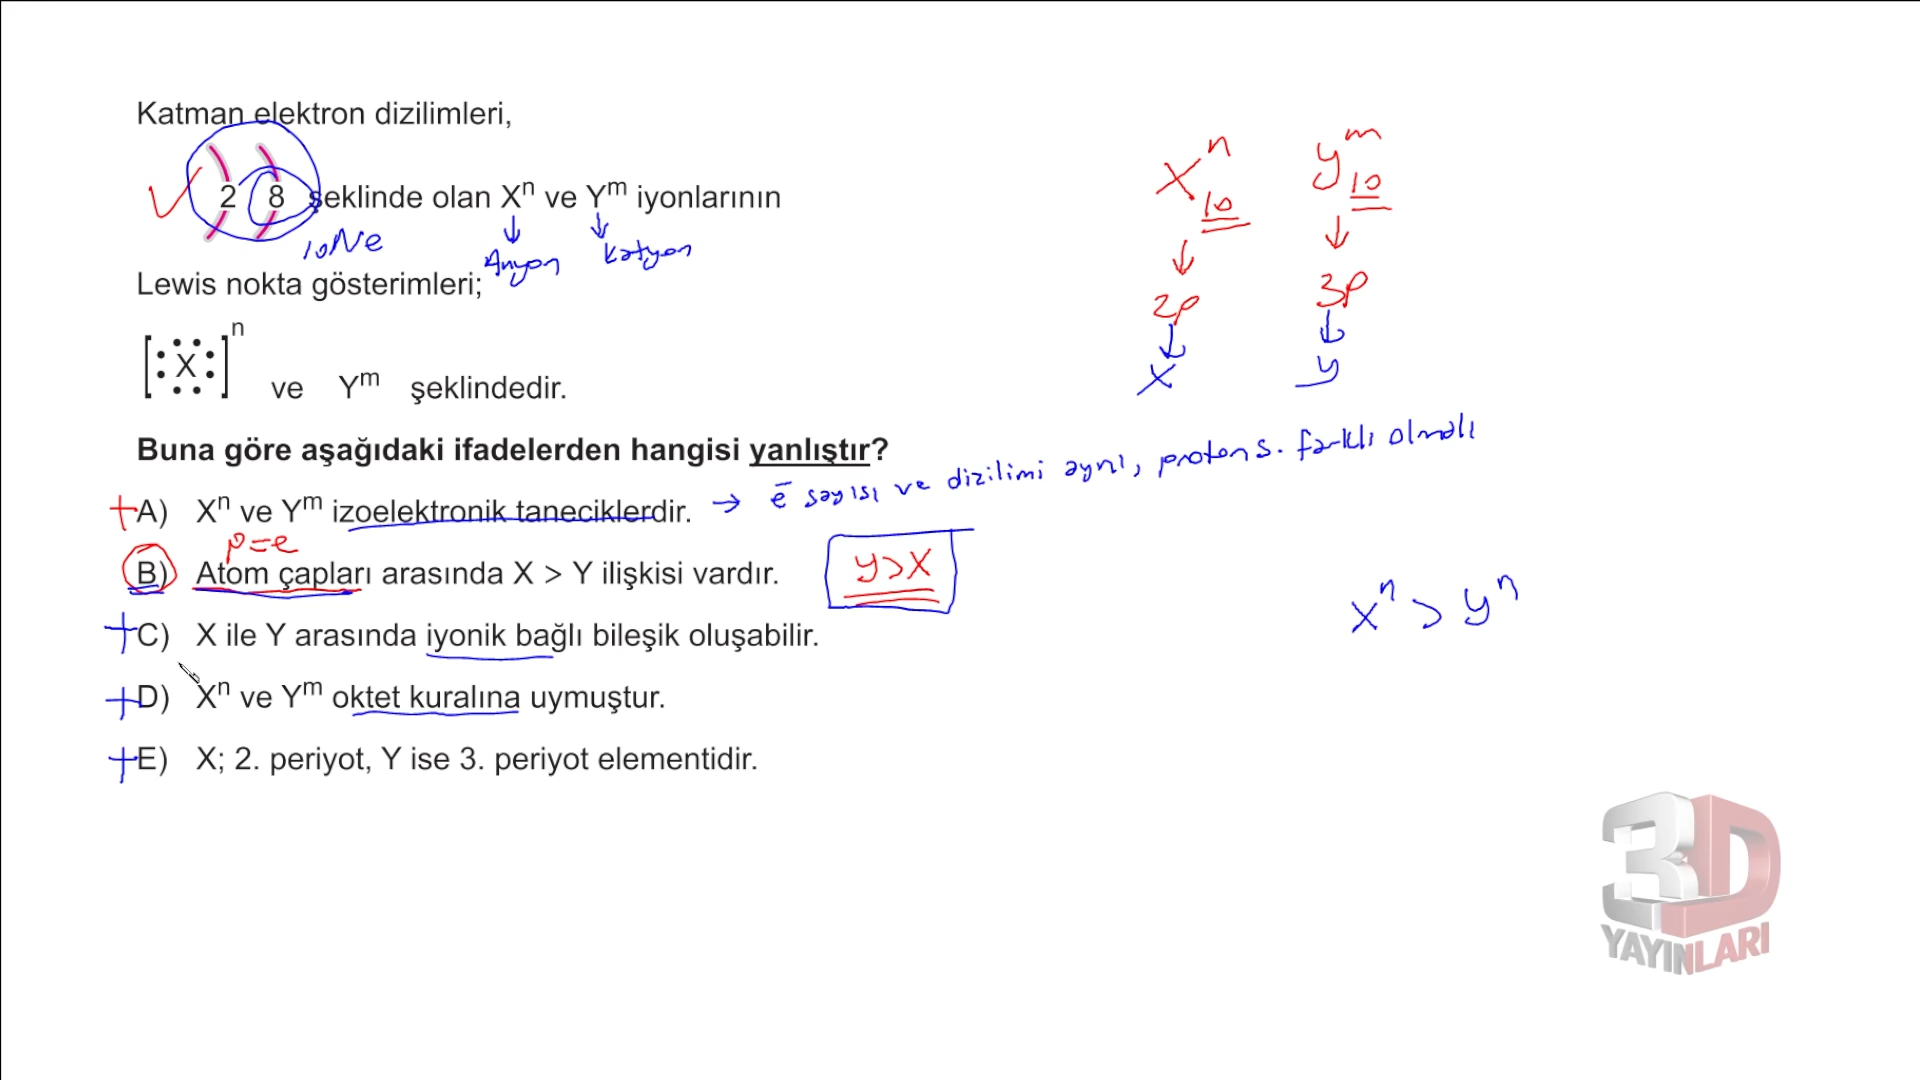 Katman elektron dizilimleri,
2 8 şeklinde olan Xⁿ ve Yᵐ iyonlarının
₁₀Ne
Anyon
Katyon
Lewis nokta gösterimleri;
[:X:]ⁿ ve Yᵐ şeklindedir.
Buna göre aşağıdaki ifadelerden hangisi yanlıştır?
+A) Xⁿ ve Yᵐ izoelektronik taneciklerdir. → e̅ sayısı ve dizilimi aynı, proton s. farklı olmalı
p=e
B) Atom çapları arasında X > Y ilişkisi vardır.
y>X
+C) X ile Y arasında iyonik bağlı bileşik oluşabilir.
+D) Xⁿ ve Yᵐ oktet kuralına uymuştur.
+E) X; 2. periyot, Y ise 3. periyot elementidir.
Xⁿ yᵐ
10 10
2p 3p
X y
xⁿ > yⁿ
3D
YAYINLARI